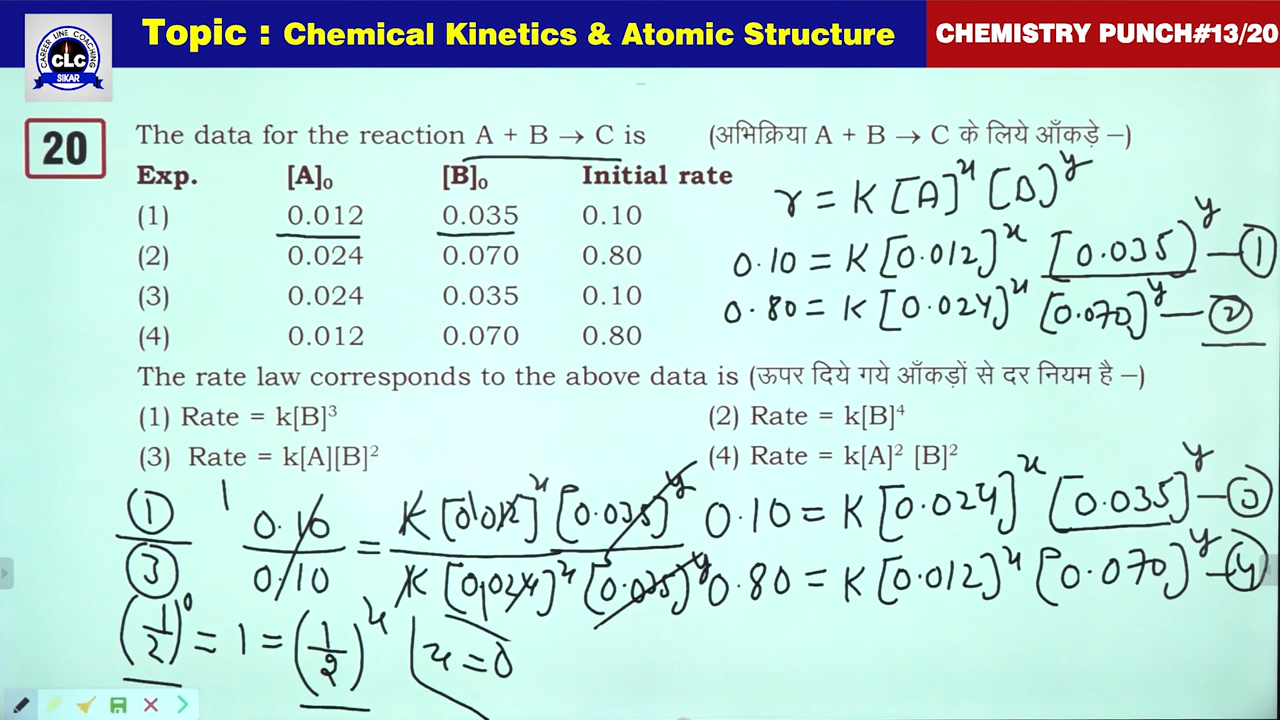 Topic : Chemical Kinetics & Atomic Structure
CHEMISTRY PUNCH#13/20
CAREER LINE COACHING
CLC
SIKAR
20
The data for the reaction A + B → C is (अभिक्रिया A + B → C के लिये आँकड़े –)
Exp. [A]₀ [B]₀ Initial rate
(1) 0.012 0.035 0.10
(2) 0.024 0.070 0.80
(3) 0.024 0.035 0.10
(4) 0.012 0.070 0.80
r = K [A]ˣ [B]ʸ
0.10 = K [0.012]ˣ [0.035)ʸ — ①
0.80 = K [0.024]ˣ [0.070]ʸ — ②
The rate law corresponds to the above data is (ऊपर दिये गये आँकड़ों से दर नियम है –)
(1) Rate = k[B]³ (2) Rate = k[B]⁴
(3) Rate = k[A][B]² (4) Rate = k[A]² [B]²
0.10 = K [0.024]ˣ [0.035]ʸ — ③
0.80 = K [0.012]ˣ [0.070]ʸ — ④
①/③ 1 0.10/0.10 = K [0.012]ˣ [0.035]ʸ / K [0.024]ˣ [0.035]ʸ
(1/2)⁰ = 1 = (1/2)ˣ x = 0